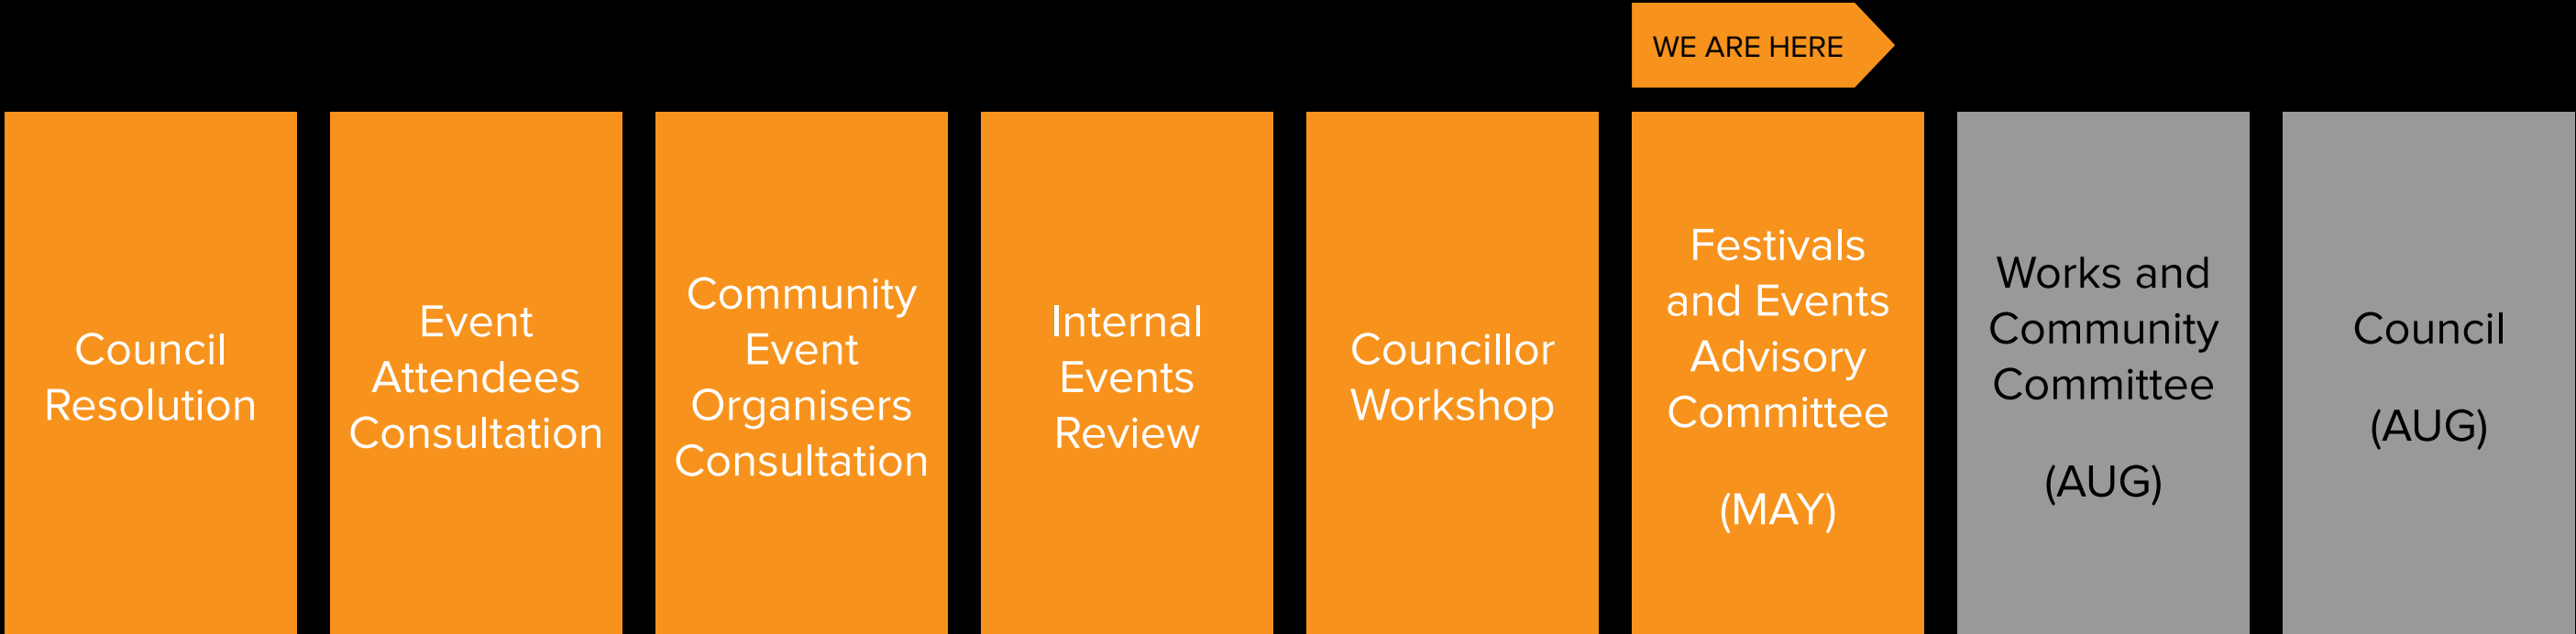 WE ARE HERE
Council
Resolution
Event
Attendees
Consultation
Community
Event
Organisers
Consultation
Internal
Events
Review
Councillor
Workshop
Festivals
and Events
Advisory
Committee
(MAY)
Works and
Community
Committee
(AUG)
Council
(AUG)